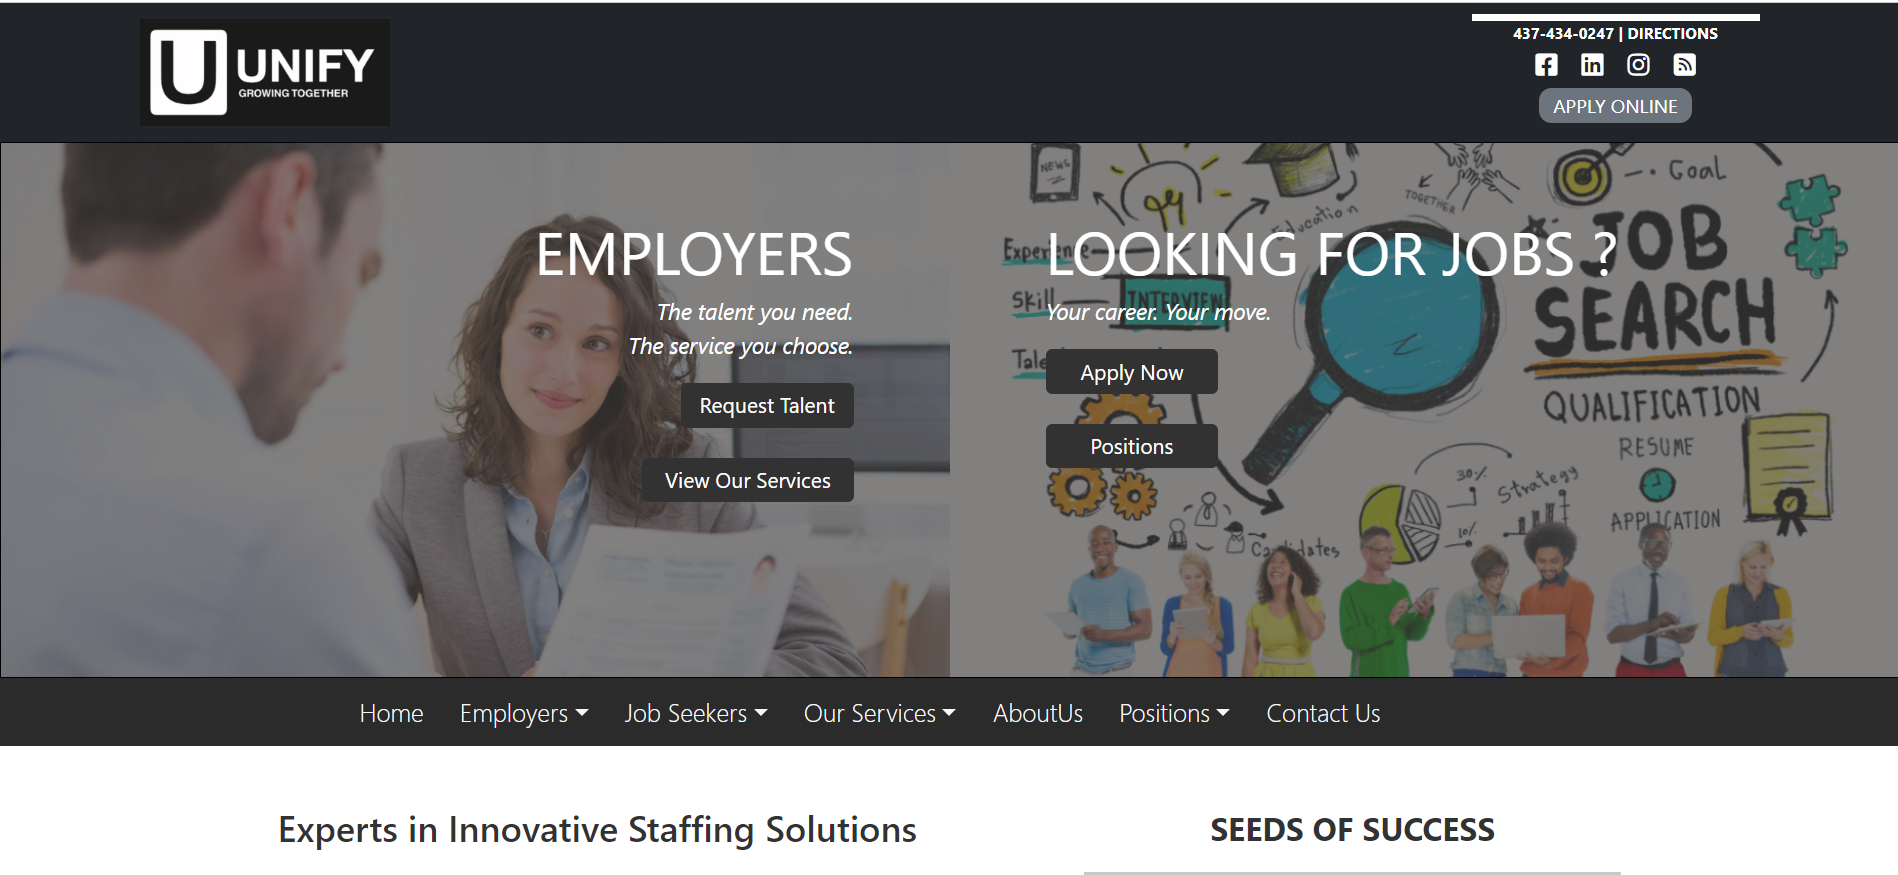 U UNIFY
GROWING TOGETHER
437-434-0247 | DIRECTIONS
APPLY ONLINE
EMPLOYERS
The talent you need.
The service you choose.
Request Talent
View Our Services
LOOKING FOR JOBS ?
Your career. Your move.
Apply Now
Positions
NEWS
Education
TOGETHER
Goal
Experience
Skill
INTERVIEW
JOB
SEARCH
QUALIFICATION
RESUME
APPLICATION
30%
10%
Strategy
Candidates
Home
Employers
Job Seekers
Our Services
AboutUs
Positions
Contact Us
Experts in Innovative Staffing Solutions
SEEDS OF SUCCESS